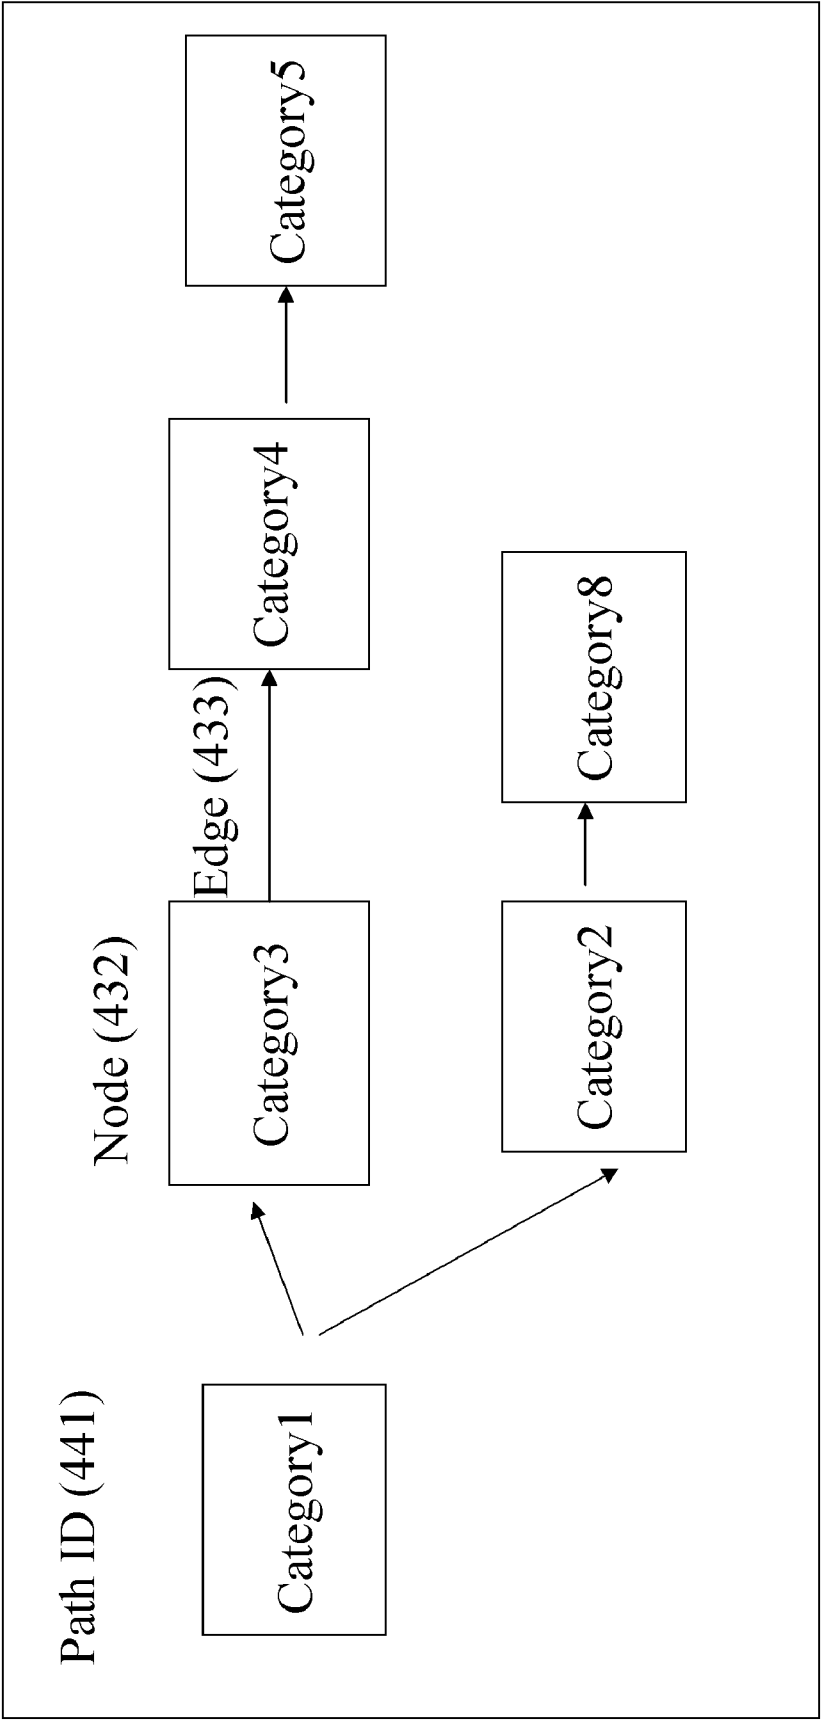 Path ID (441)
Node (432)
Edge (433)
Category1
Category3
Category4
Category5
Category2
Category8